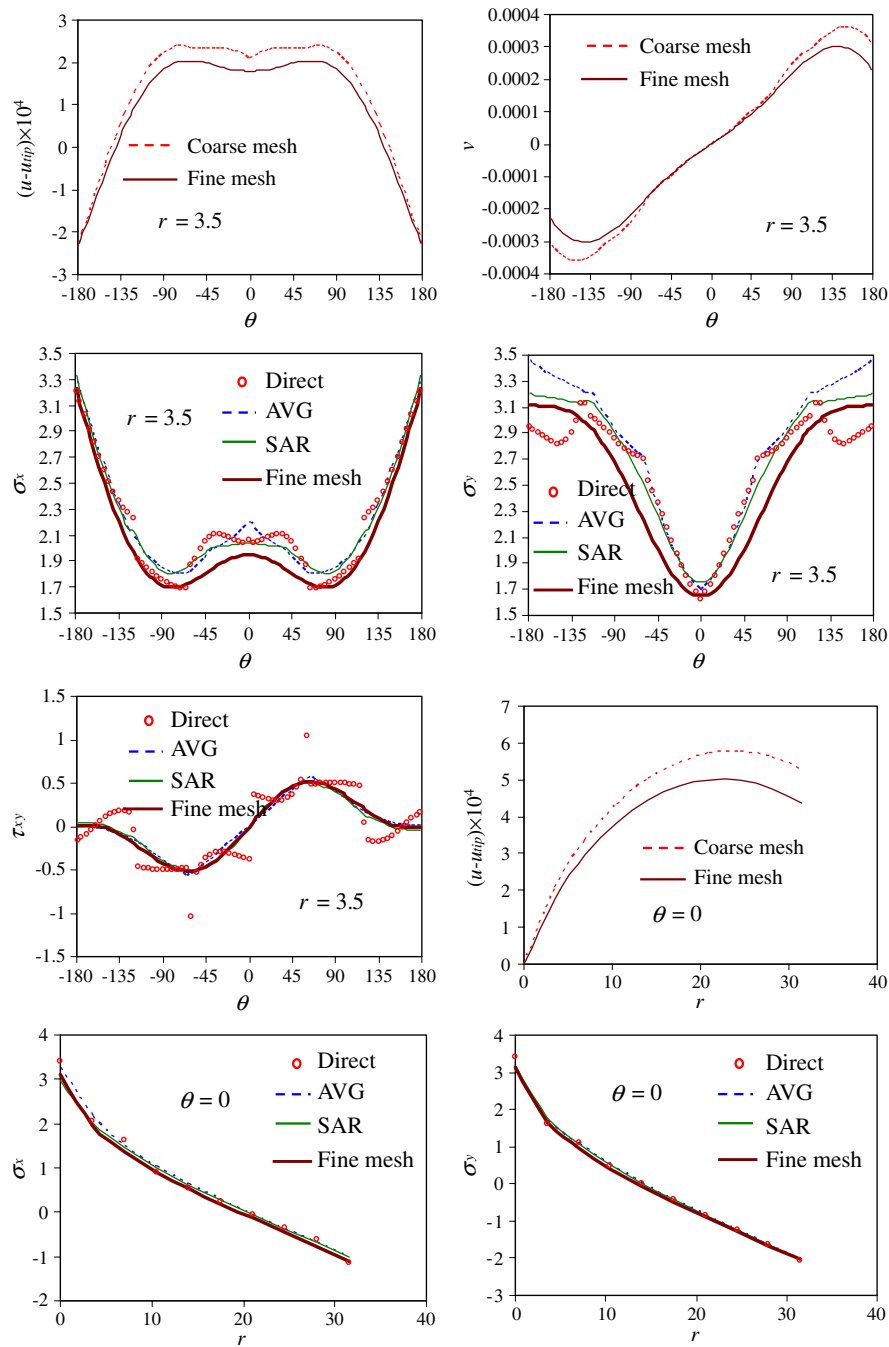 3
2
1
0
-1
-2
-3
(u-utip)×10⁴
Coarse mesh
Fine mesh
r = 3.5
-180 -135 -90 -45 0 45 90 135 180
θ
0.0004
0.0003
0.0002
0.0001
0
-0.0001
-0.0002
-0.0003
-0.0004
v
Coarse mesh
Fine mesh
r = 3.5
-180 -135 -90 -45 0 45 90 135 180
θ
3.5
3.3
3.1
2.9
2.7
2.5
2.3
2.1
1.9
1.7
1.5
σx
Direct
AVG
SAR
Fine mesh
r = 3.5
-180 -135 -90 -45 0 45 90 135 180
θ
3.5
3.3
3.1
2.9
2.7
2.5
2.3
2.1
1.9
1.7
1.5
σy
Direct
AVG
SAR
Fine mesh
r = 3.5
-180 -135 -90 -45 0 45 90 135 180
θ
1.5
1
0.5
0
-0.5
-1
-1.5
τxy
Direct
AVG
SAR
Fine mesh
r = 3.5
-180 -135 -90 -45 0 45 90 135 180
θ
7
6
5
4
3
2
1
0
(u-utip)×10⁴
Coarse mesh
Fine mesh
θ = 0
0 10 20 30 40
r
4
3
2
1
0
-1
-2
σx
Direct
AVG
SAR
Fine mesh
θ = 0
0 10 20 30 40
r
4
3
2
1
0
-1
-2
-3
σy
Direct
AVG
SAR
Fine mesh
θ = 0
0 10 20 30 40
r